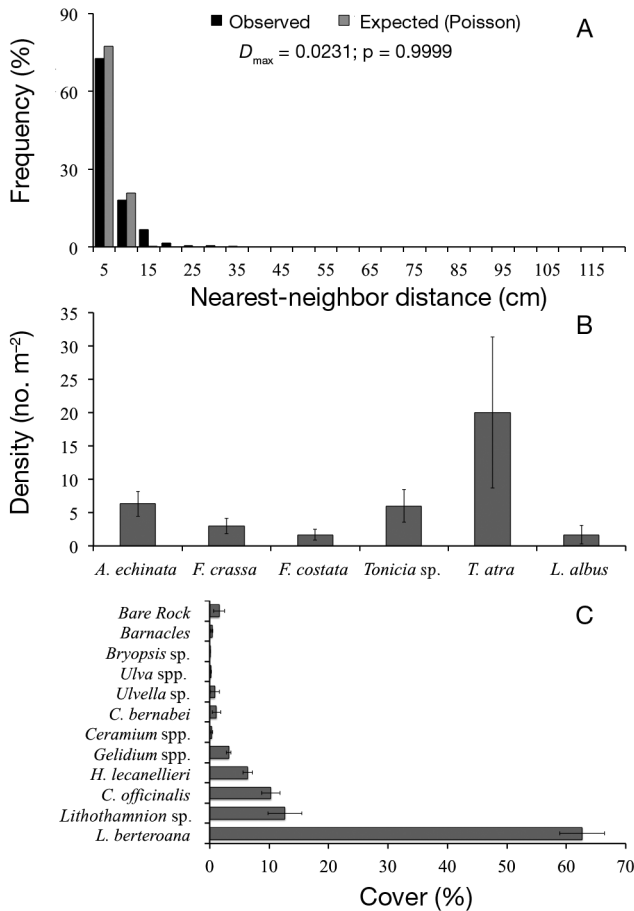 90
60
30
0
Frequency (%)
Observed Expected (Poisson)
Dmax = 0.0231; p = 0.9999
A
5 15 25 35 45 55 65 75 85 95 105 115
Nearest-neighbor distance (cm)
B
35
30
25
20
15
10
5
0
Density (no. m–2)
A. echinata F. crassa F. costata Tonicia sp. T. atra L. albus
C
Bare Rock
Barnacles
Bryopsis sp.
Ulva spp.
Ulvella sp.
C. bernabei
Ceramium spp.
Gelidium spp.
H. lecanellieri
C. officinalis
Lithothamnion sp.
L. berteroana
0 10 20 30 40 50 60 70
Cover (%)